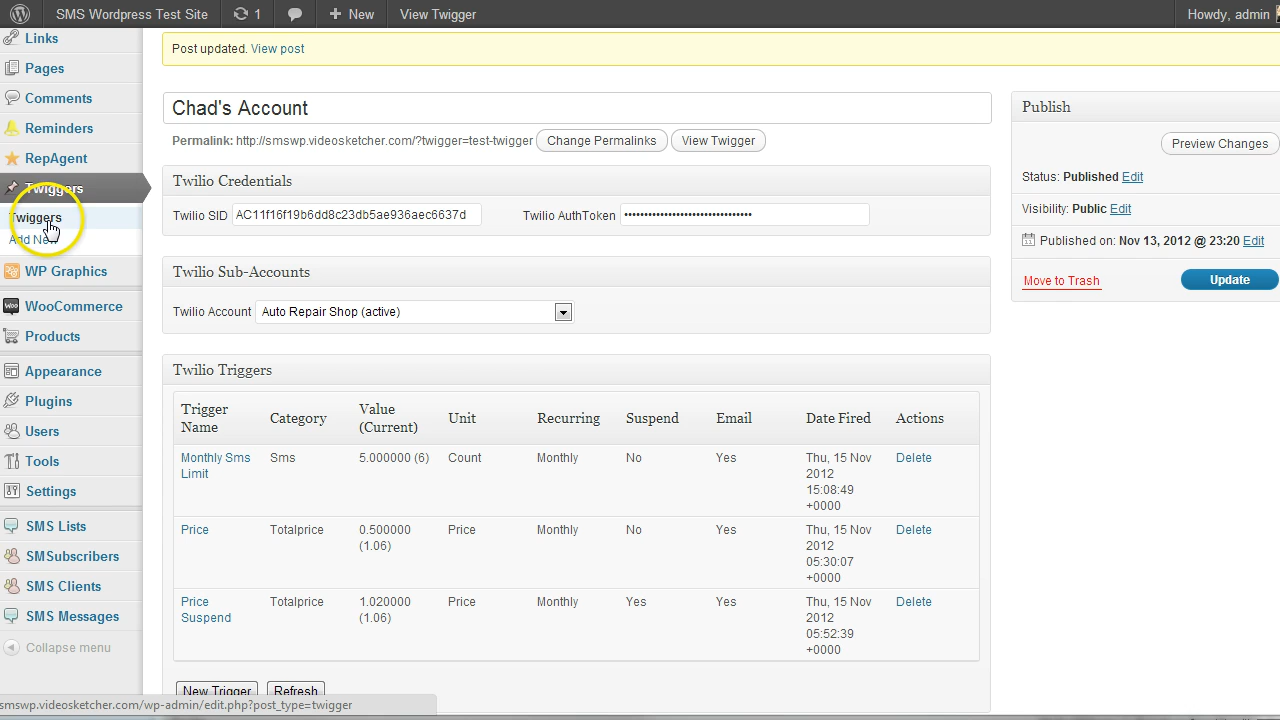 SMS Wordpress Test Site 1 New View Twigger Howdy, admin
Links
Pages
Comments
Reminders
RepAgent
Twiggers
Twiggers
Add New
WP Graphics
WooCommerce
Products
Appearance
Plugins
Users
Tools
Settings
SMS Lists
SMSubscribers
SMS Clients
SMS Messages
Collapse menu
Post updated. View post
Chad's Account
Permalink: http://smswp.videosketcher.com/?twigger=test-twigger Change Permalinks View Twigger
Twilio Credentials
Twilio SID AC11f16f19b6dd8c23db5ae936aec6637d Twilio AuthToken ••••••••••••••••••••••••••••••••
Twilio Sub-Accounts
Twilio Account Auto Repair Shop (active)
Twilio Triggers
Trigger Name Category Value (Current) Unit Recurring Suspend Email Date Fired Actions
Monthly Sms Limit Sms 5.000000 (6) Count Monthly No Yes Thu, 15 Nov 2012 15:08:49 +0000 Delete
Price Totalprice 0.500000 (1.06) Price Monthly No Yes Thu, 15 Nov 2012 05:30:07 +0000 Delete
Price Suspend Totalprice 1.020000 (1.06) Price Monthly Yes Yes Thu, 15 Nov 2012 05:52:39 +0000 Delete
New Trigger Refresh
Publish
Preview Changes
Status: Published Edit
Visibility: Public Edit
Published on: Nov 13, 2012 @ 23:20 Edit
Move to Trash Update
smswp.videosketcher.com/wp-admin/edit.php?post_type=twigger